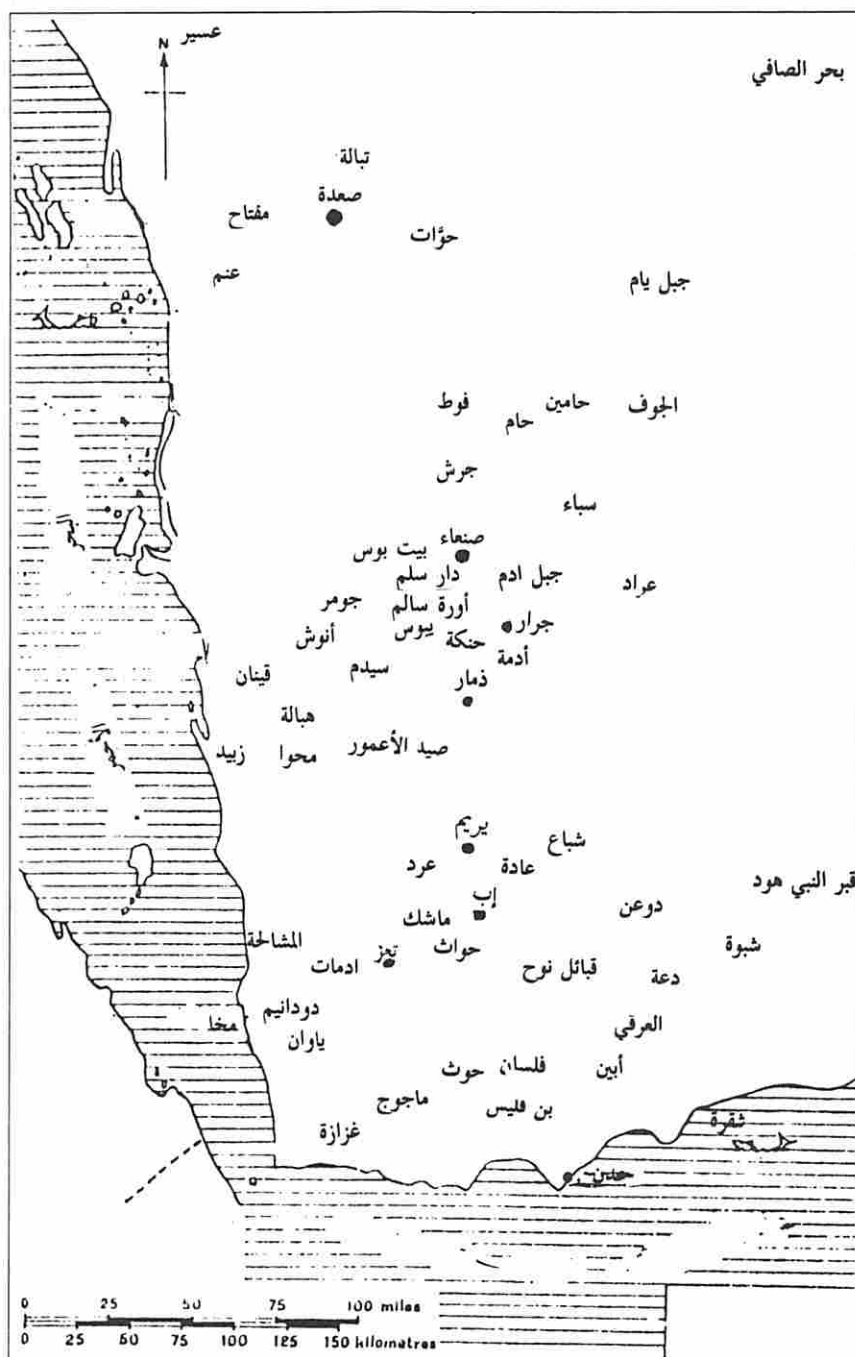 عسير
N
بحر الصافي
تبالة
صعدة
مفتاح
حوَّات
عنم
جبل يام
فوط
حامين
الجوف
حام
جرش
سباء
صنعاء
بيت بوس
دار سلم
جبل ادم
عراد
أورة سالم
جومر
جرار
يبوس
أنوش
حنكة
أدمة
سيدم
قينان
ذمار
هبالة
صيد الأعمور
محوا
زبيد
يريم
شباع
عادة
عرد
قبر النبي هود
إب
دوعن
ماشك
المشالحة
حواث
شبوة
تعز
ادمات
قبائل نوح
دعة
دودانيم
مخا
العرقي
ياوان
فلسان
أبين
حوث
ماجوج
بن فليس
شقرة
غزازة
0 25 50 75 100 miles
0 25 50 75 100 125 150 kilometres